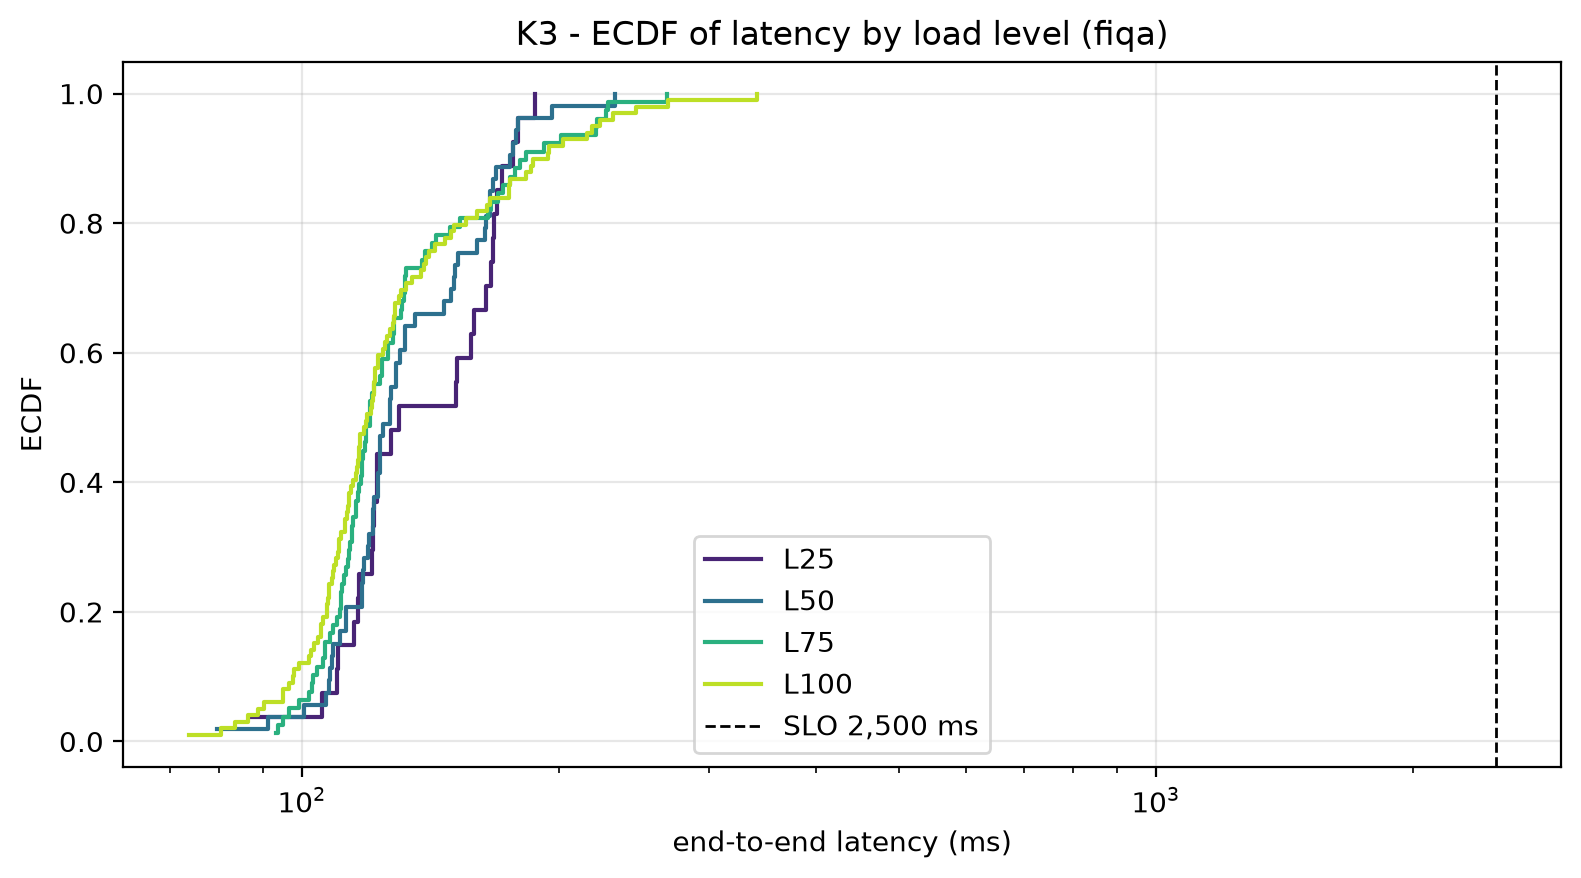 K3 - ECDF of latency by load level (fiqa)
ECDF
1.0
0.8
0.6
0.4
0.2
0.0
L25
L50
L75
L100
SLO 2,500 ms
10²
10³
end-to-end latency (ms)